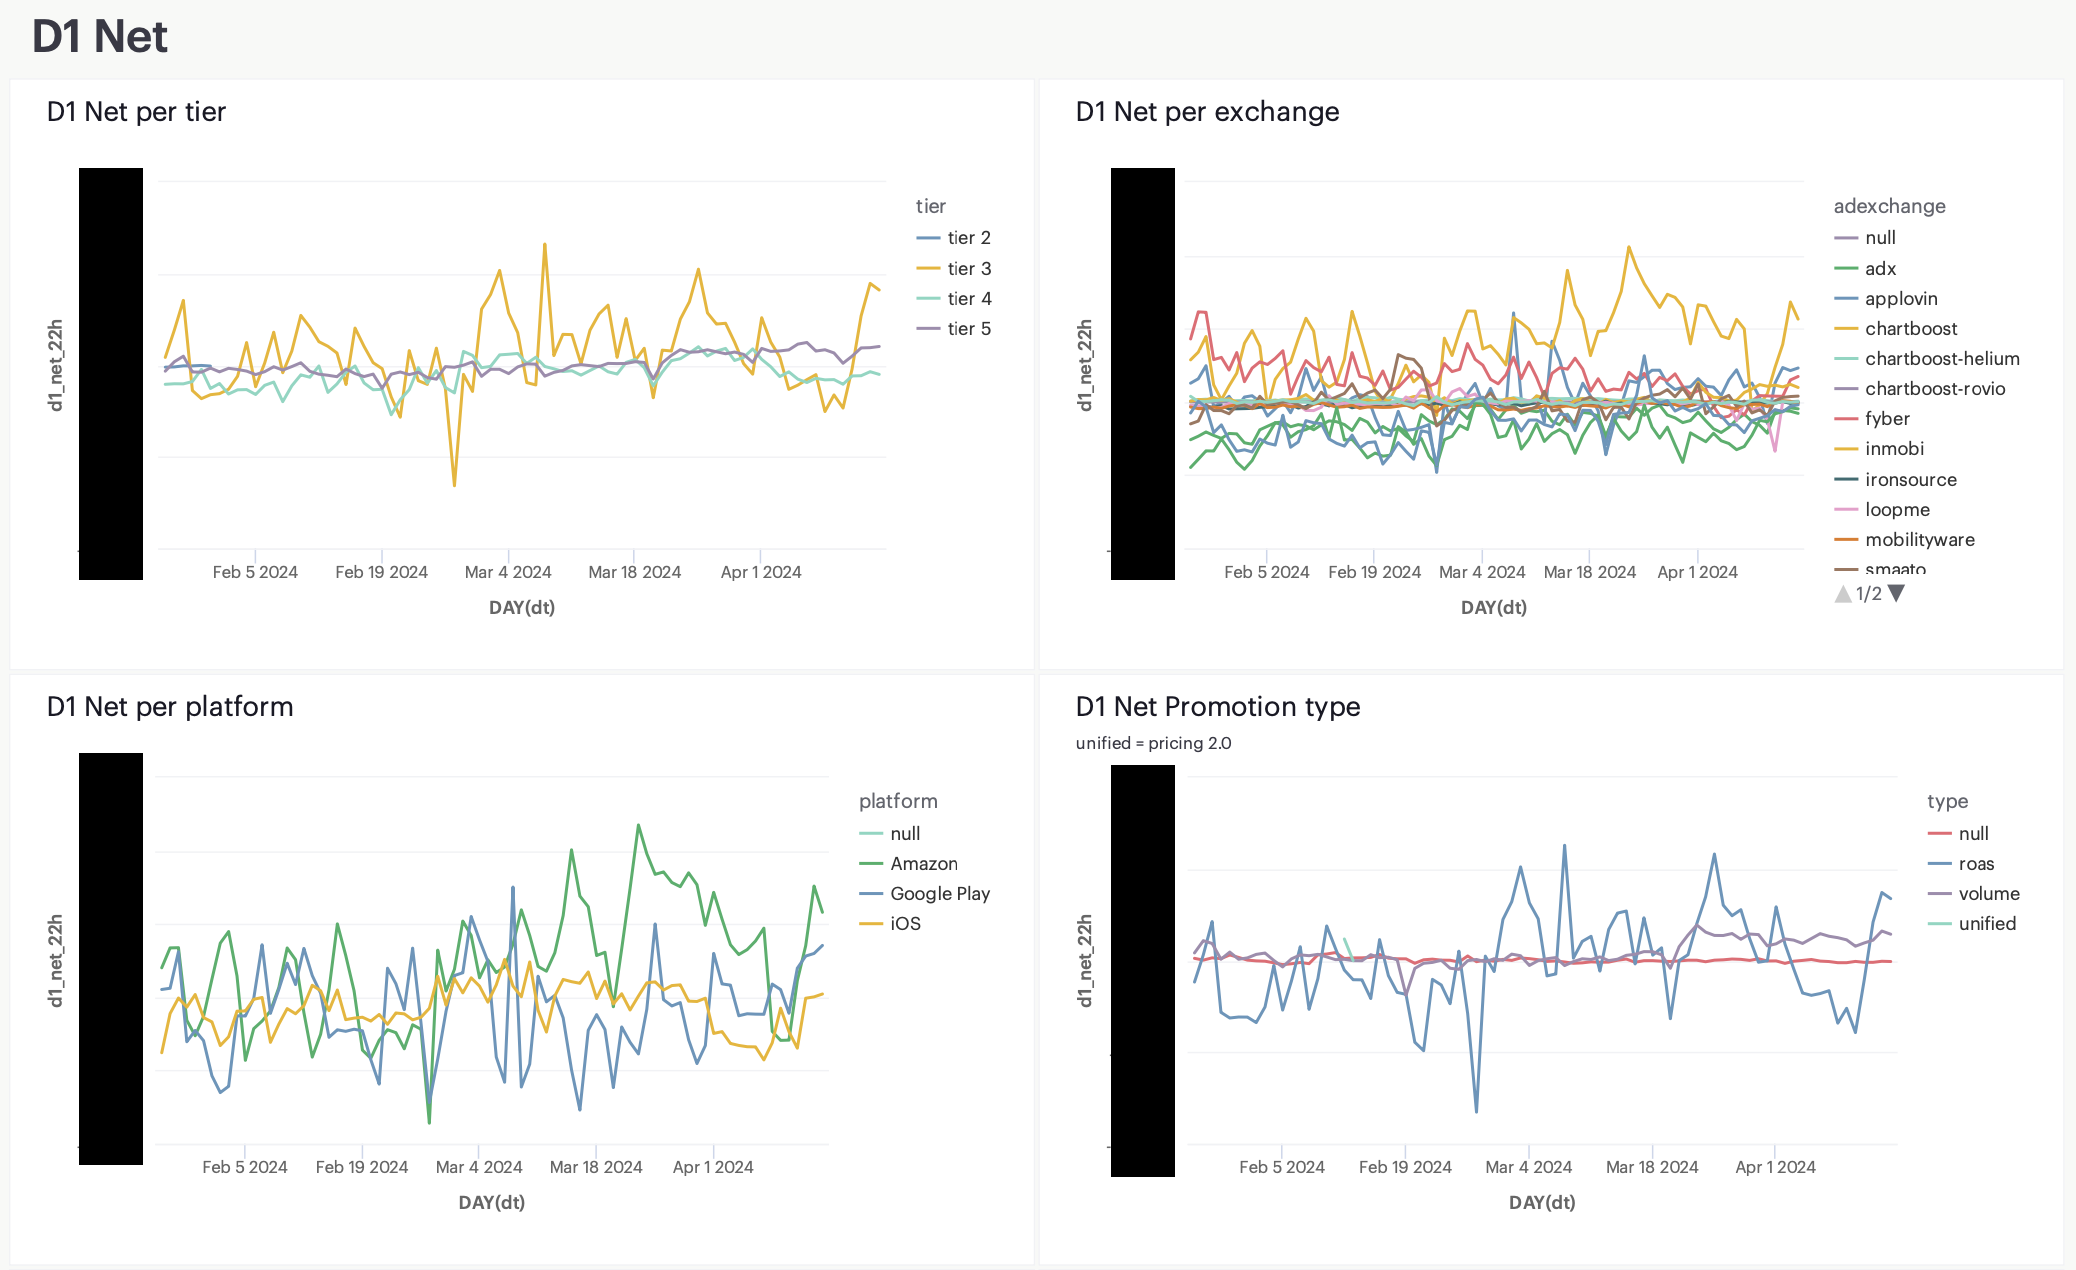 D1 Net
D1 Net per tier
d1_net_22h
Feb 5 2024
Feb 19 2024
Mar 4 2024
Mar 18 2024
Apr 1 2024
DAY(dt)
tier
tier 2
tier 3
tier 4
tier 5
D1 Net per exchange
d1_net_22h
Feb 5 2024
Feb 19 2024
Mar 4 2024
Mar 18 2024
Apr 1 2024
DAY(dt)
adexchange
null
adx
applovin
chartboost
chartboost-helium
chartboost-rovio
fyber
inmobi
ironsource
loopme
mobilityware
smaato
1/2
D1 Net per platform
d1_net_22h
Feb 5 2024
Feb 19 2024
Mar 4 2024
Mar 18 2024
Apr 1 2024
DAY(dt)
platform
null
Amazon
Google Play
iOS
D1 Net Promotion type
unified = pricing 2.0
d1_net_22h
Feb 5 2024
Feb 19 2024
Mar 4 2024
Mar 18 2024
Apr 1 2024
DAY(dt)
type
null
roas
volume
unified